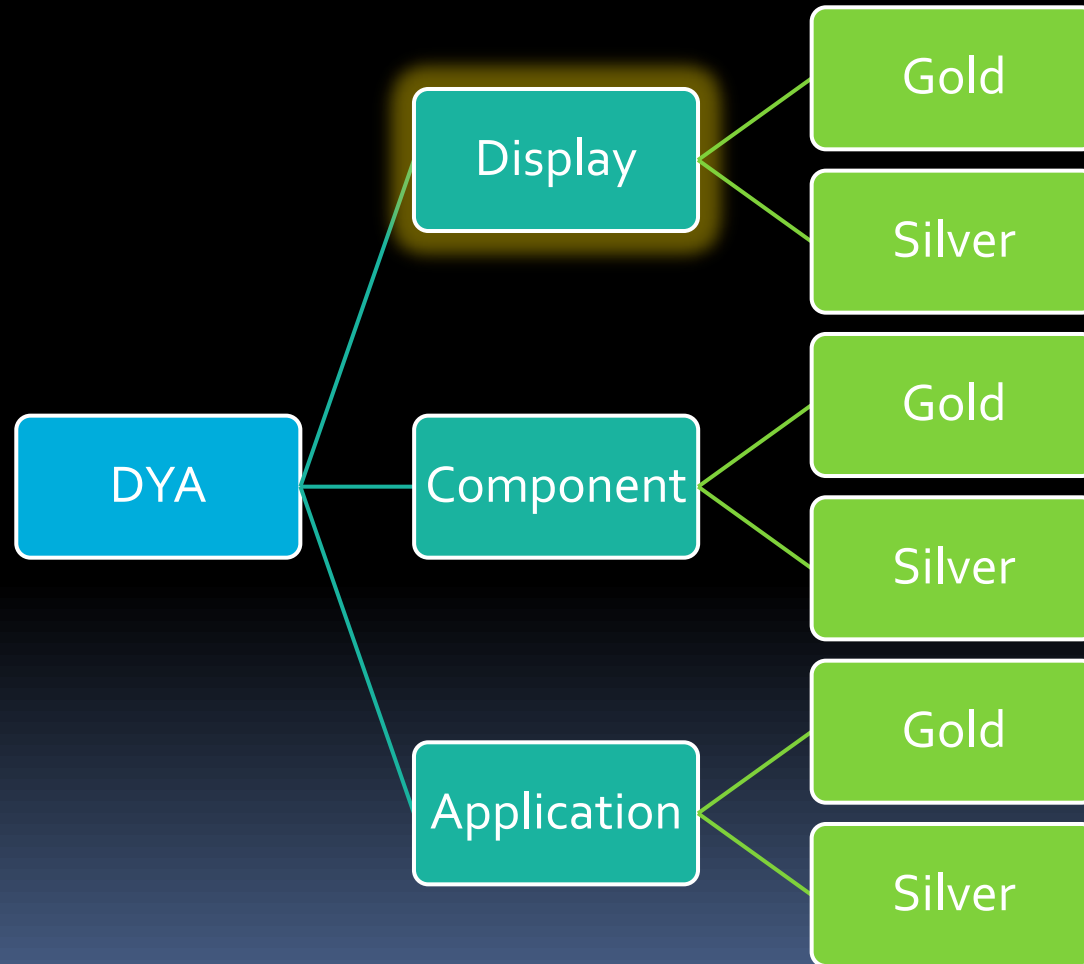 DYA
Display
Gold
Silver
Component
Gold
Silver
Application
Gold
Silver